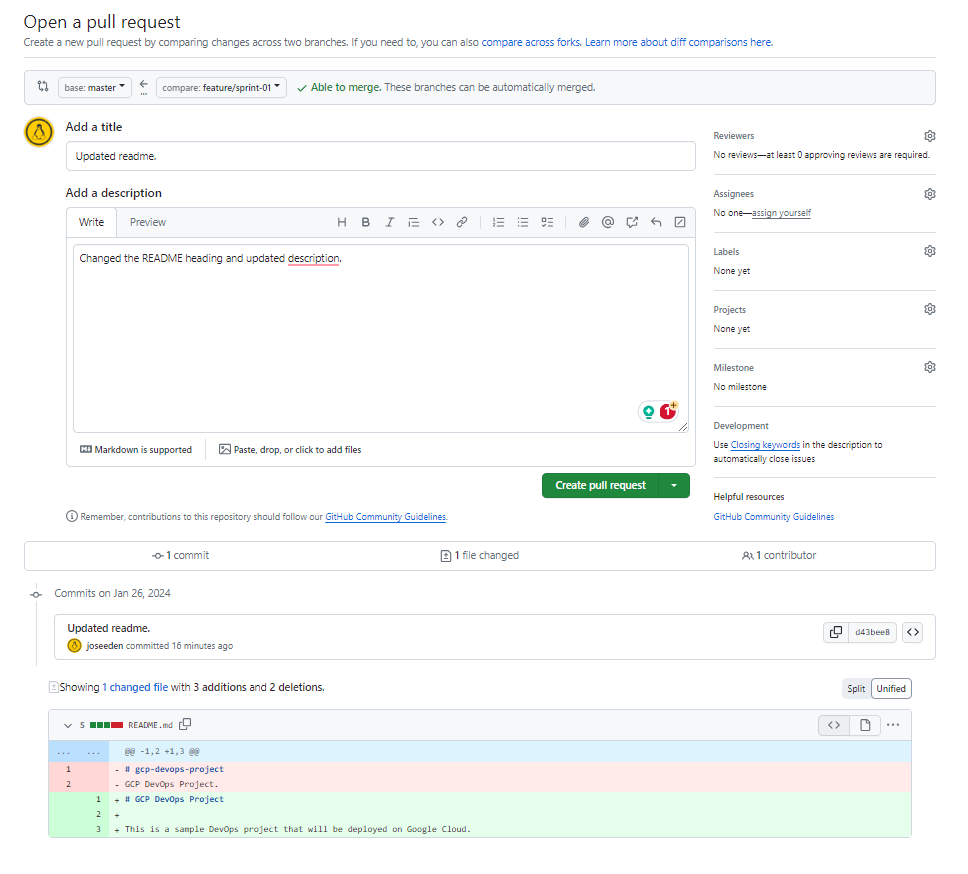 Open a pull request
Create a new pull request by comparing changes across two branches. If you need to, you can also compare across forks. Learn more about diff comparisons here.
base: master ... compare: feature/sprint-01 Able to merge. These branches can be automatically merged.
Add a title
Updated readme.
Add a description
Write Preview
Changed the README heading and updated description.
1
Markdown is supported Paste, drop, or click to add files
Create pull request
Remember, contributions to this repository should follow our GitHub Community Guidelines.
Reviewers
No reviews—at least 0 approving reviews are required.
Assignees
No one—assign yourself
Labels
None yet
Projects
None yet
Milestone
No milestone
Development
Use Closing keywords in the description to
automatically close issues
Helpful resources
GitHub Community Guidelines
1 commit 1 file changed 1 contributor
Commits on Jan 26, 2024
Updated readme.
joseeden committed 16 minutes ago
d43bee8
Showing 1 changed file with 3 additions and 2 deletions.
Split Unified
5 README.md
... ... @@ -1,2 +1,3 @@
1 - # gcp-devops-project
2 - GCP DevOps Project.
1 + # GCP DevOps Project
2 +
3 + This is a sample DevOps project that will be deployed on Google Cloud.